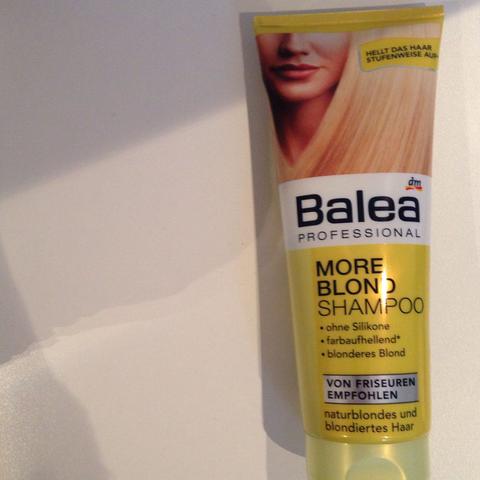 HELLT DAS HAAR
STUFENWEISE AUF
dm
Balea
PROFESSIONAL
MORE
BLOND
SHAMPOO
• ohne Silikone
• farbaufhellend*
• blonderes Blond
VON FRISEUREN
EMPFOHLEN
naturblondes und
blondiertes Haar